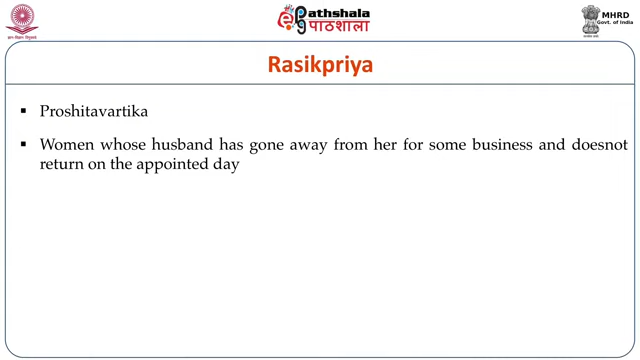 Pathshala
पाठशाला
MHRD
Govt. of India
Rasikpriya
▪ Proshitavartika
▪ Women whose husband has gone away from her for some business and doesnot
return on the appointed day